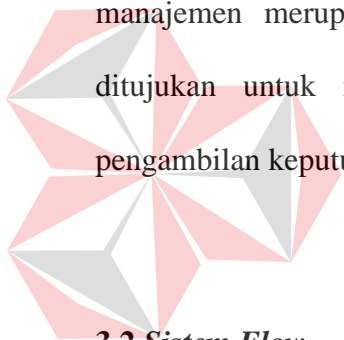 manajemen merup
ditujukan untuk
pengambilan keputu
3.2 Sistem Flow